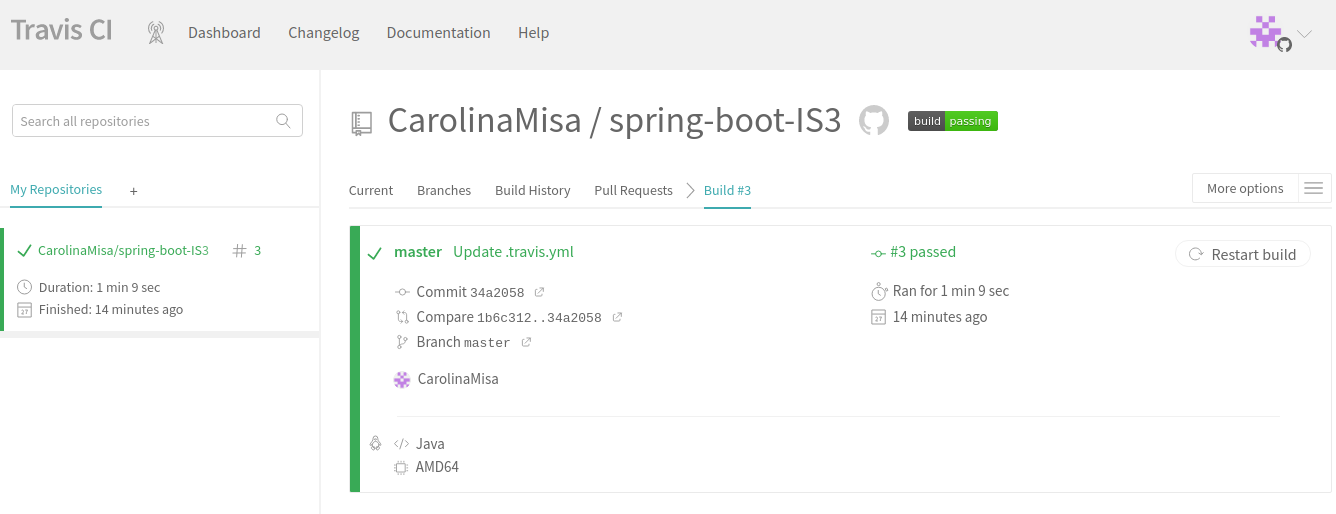 Travis CI Dashboard Changelog Documentation Help
Search all repositories
My Repositories +
CarolinaMisa/spring-boot-IS3 # 3
Duration: 1 min 9 sec
Finished: 14 minutes ago
CarolinaMisa / spring-boot-IS3 build passing
Current Branches Build History Pull Requests Build #3 More options
master Update .travis.yml #3 passed Restart build
Commit 34a2058 Ran for 1 min 9 sec
Compare 1b6c312..34a2058 14 minutes ago
Branch master
CarolinaMisa
Java
AMD64